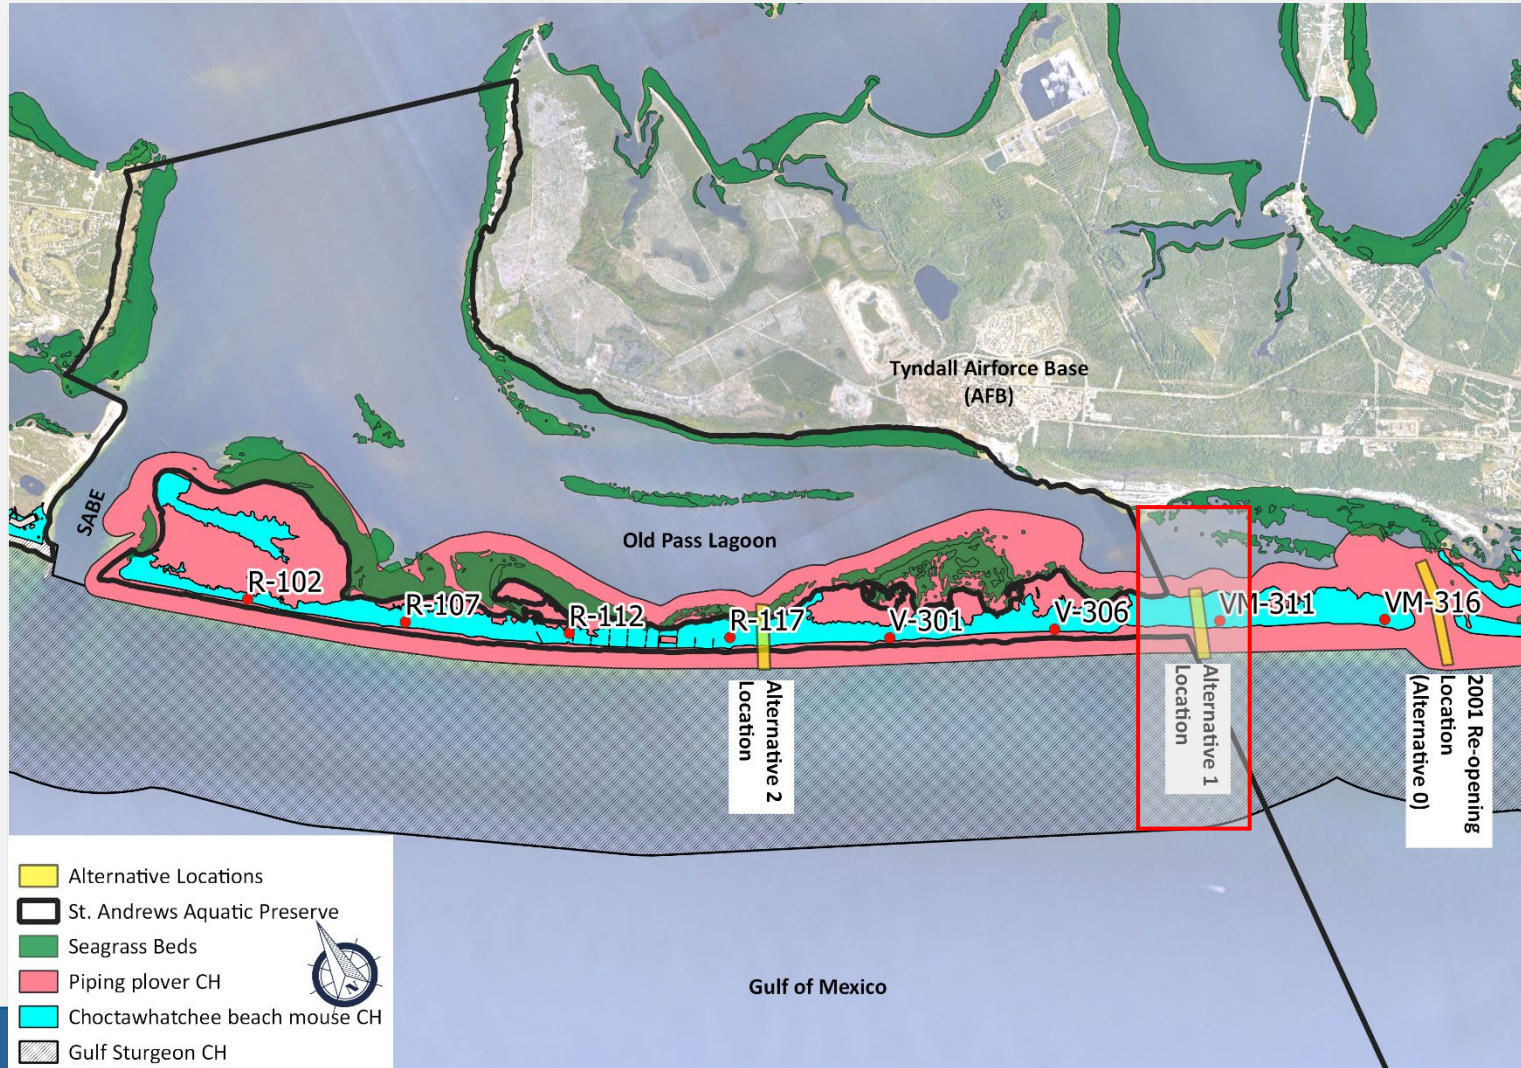 Tyndall Airforce Base
(AFB)
SABE
Old Pass Lagoon
R-102
R-107
R-112
R-117
V-301
V-306
VM-311
VM-316
Alternative 2
Location
Alternative 1
Location
2001 Re-opening
Location
(Alternative 0)
Gulf of Mexico
Alternative Locations
St. Andrews Aquatic Preserve
Seagrass Beds
Piping plover CH
Choctawhatchee beach mouse CH
Gulf Sturgeon CH
N